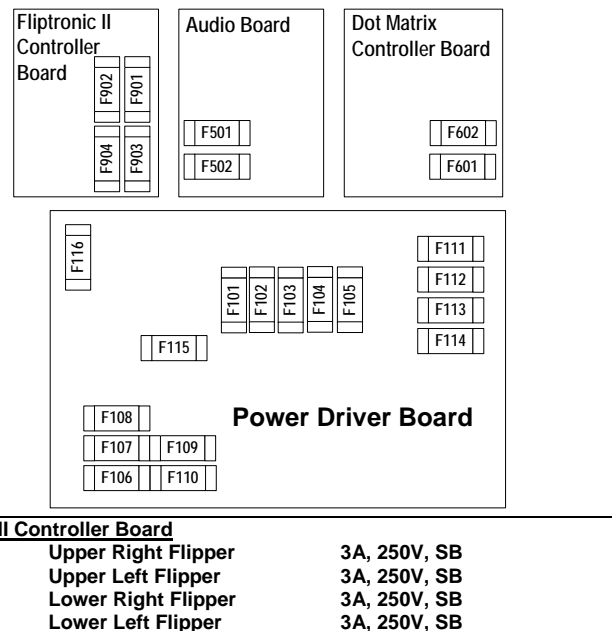 Fliptronic II
Controller
Board
F902
F901
F904
F903
Audio Board
F501
F502
Dot Matrix
Controller Board
F602
F601
F116
F101
F102
F103
F104
F105
F111
F112
F113
F114
F115
F108
F107
F109
F106
F110
Power Driver Board
II Controller Board
Upper Right Flipper 3A, 250V, SB
Upper Left Flipper 3A, 250V, SB
Lower Right Flipper 3A, 250V, SB
Lower Left Flipper 3A, 250V, SB